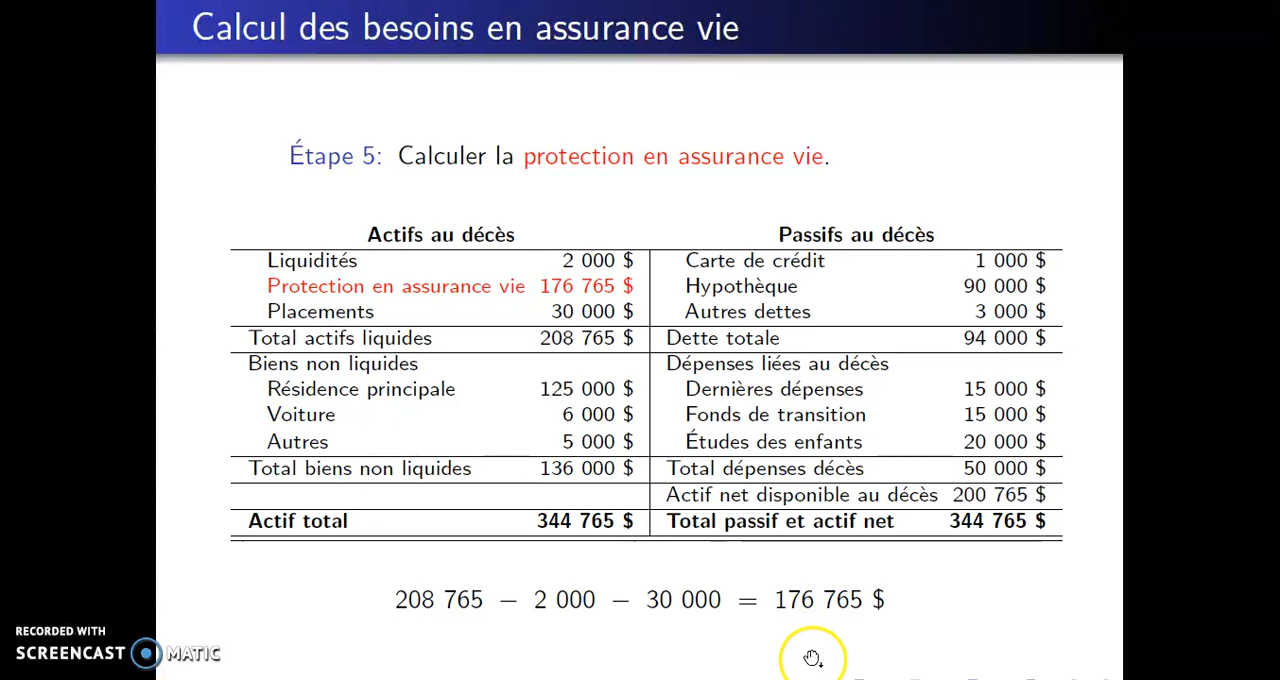 Calcul des besoins en assurance vie
Étape 5: Calculer la protection en assurance vie.
Actifs au décès Passifs au décès
Liquidités 2 000 $ Carte de crédit 1 000 $
Protection en assurance vie 176 765 $ Hypothèque 90 000 $
Placements 30 000 $ Autres dettes 3 000 $
Total actifs liquides 208 765 $ Dette totale 94 000 $
Biens non liquides Dépenses liées au décès
Résidence principale 125 000 $ Dernières dépenses 15 000 $
Voiture 6 000 $ Fonds de transition 15 000 $
Autres 5 000 $ Études des enfants 20 000 $
Total biens non liquides 136 000 $ Total dépenses décès 50 000 $
Actif net disponible au décès 200 765 $
Actif total 344 765 $ Total passif et actif net 344 765 $
208 765 − 2 000 − 30 000 = 176 765 $
RECORDED WITH
SCREENCAST MATIC